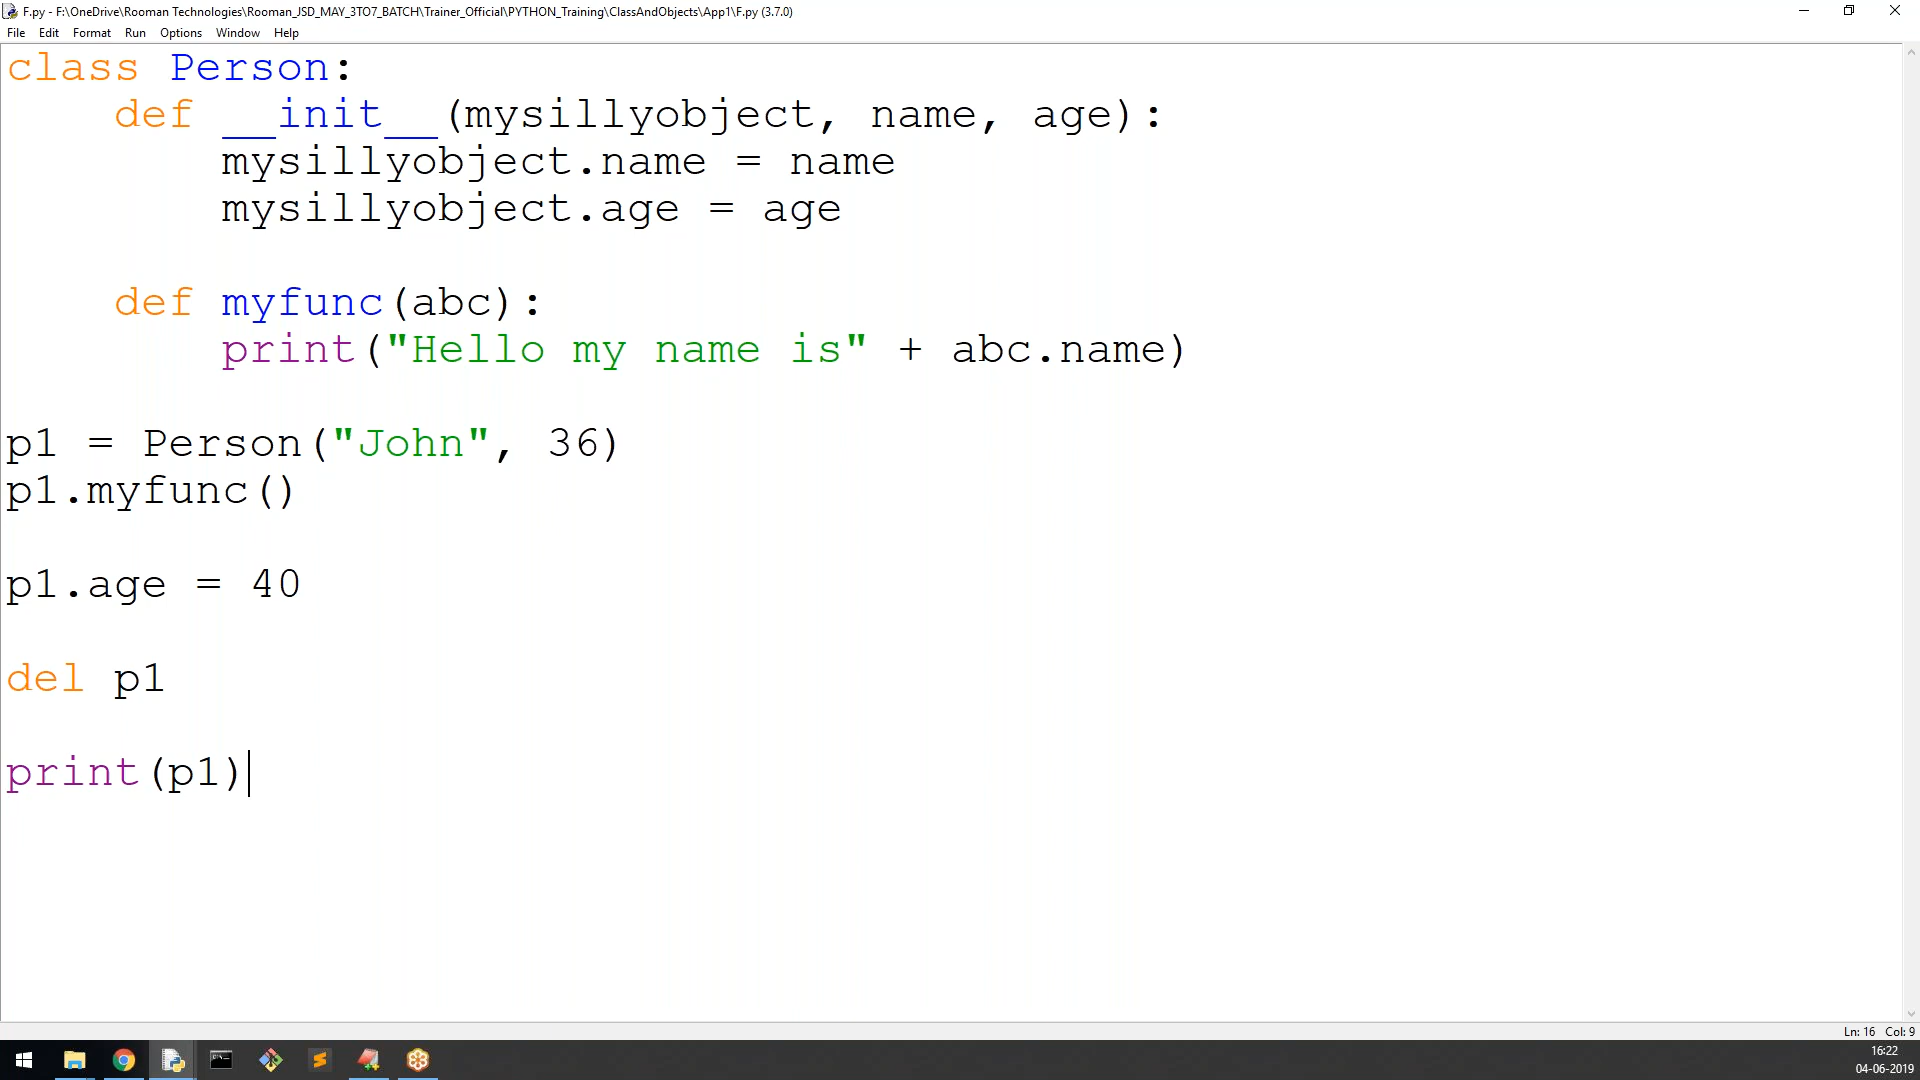 F.py - F:\OneDrive\Rooman Technologies\Rooman_JSD_MAY_3TO7_BATCH\Trainer_Official\PYTHON_Training\ClassAndObjects\App1\F.py (3.7.0)
File Edit Format Run Options Window Help
class Person:
    def __init__(mysillyobject, name, age):
        mysillyobject.name = name
        mysillyobject.age = age
    def myfunc(abc):
        print("Hello my name is" + abc.name)
p1 = Person("John", 36)
p1.myfunc()
p1.age = 40
del p1
print(p1)
Ln: 16 Col: 9
16:22
04-06-2019